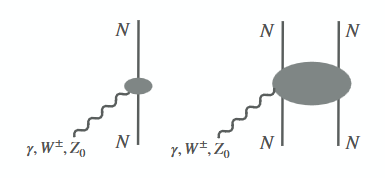 N N N
γ, W±, Z₀ N γ, W±, Z₀ N N